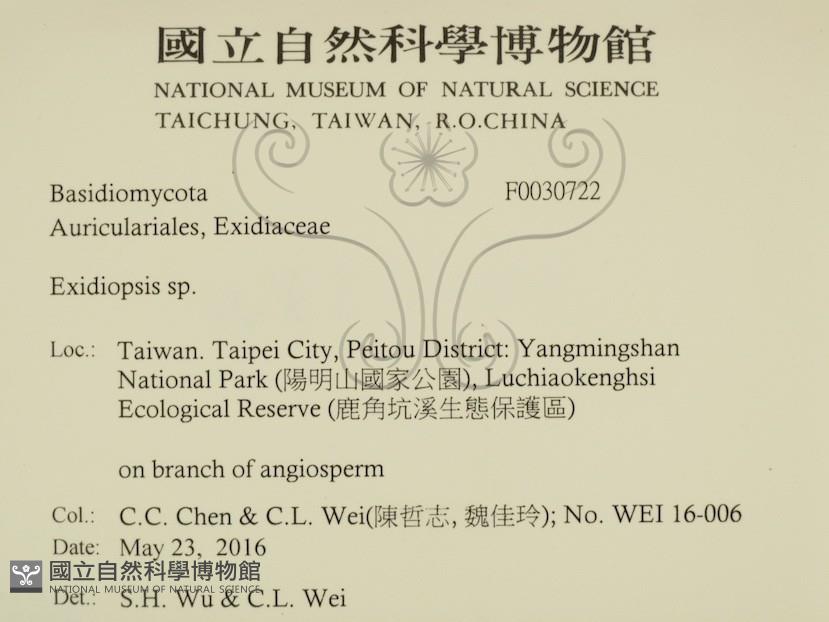 國立自然科學博物館
NATIONAL MUSEUM OF NATURAL SCIENCE
TAICHUNG, TAIWAN, R.O.CHINA
Basidiomycota F0030722
Auriculariales, Exidiaceae
Exidiopsis sp.
Loc.: Taiwan. Taipei City, Peitou District: Yangmingshan
National Park (陽明山國家公園), Luchiaokenghsi
Ecological Reserve (鹿角坑溪生態保護區)
on branch of angiosperm
Col.: C.C. Chen & C.L. Wei(陳哲志, 魏佳玲); No. WEI 16-006
Date: May 23, 2016
國立自然科學博物館
NATIONAL MUSEUM OF NATURAL SCIENCE
Det.: S.H. Wu & C.L. Wei